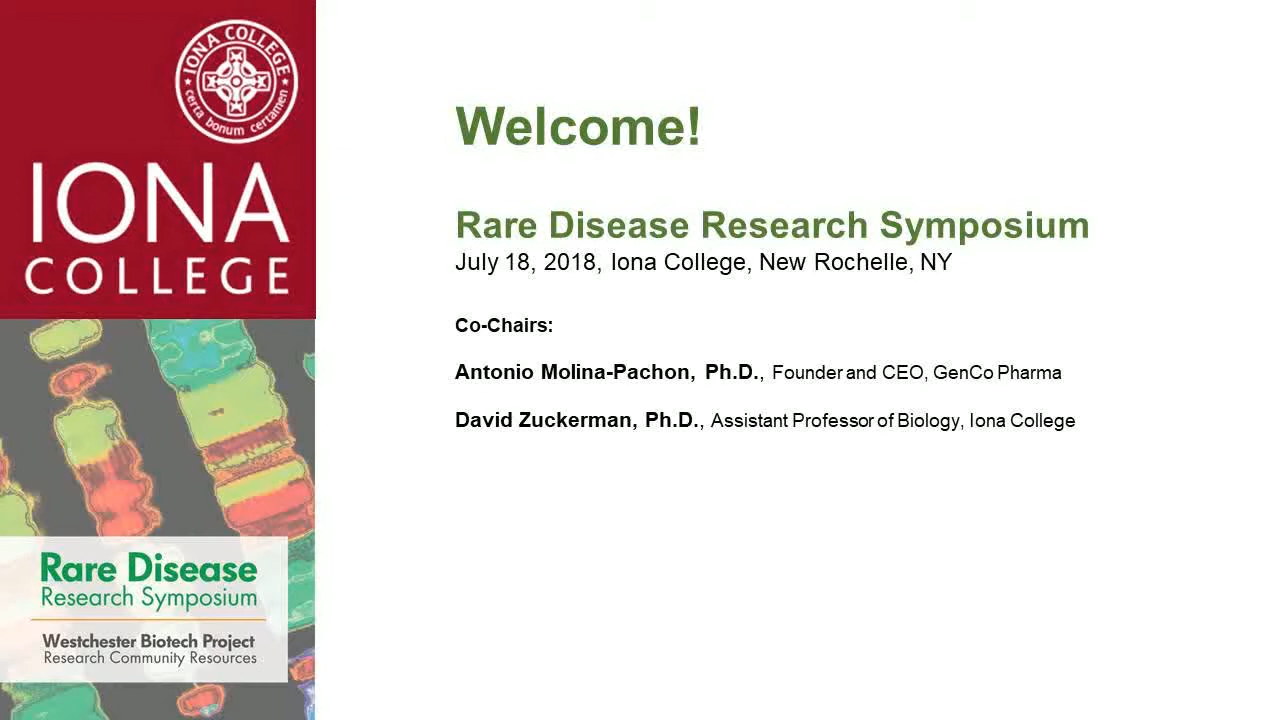 IONA COLLEGE
certa bonum certamen
IONA
COLLEGE
Rare Disease
Research Symposium
Westchester Biotech Project
Research Community Resources
Welcome!
Rare Disease Research Symposium
July 18, 2018, Iona College, New Rochelle, NY
Co-Chairs:
Antonio Molina-Pachon, Ph.D., Founder and CEO, GenCo Pharma
David Zuckerman, Ph.D., Assistant Professor of Biology, Iona College